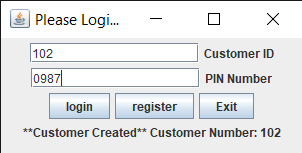 Please Logi...
102 Customer ID
0987 PIN Number
login register Exit
**Customer Created** Customer Number: 102